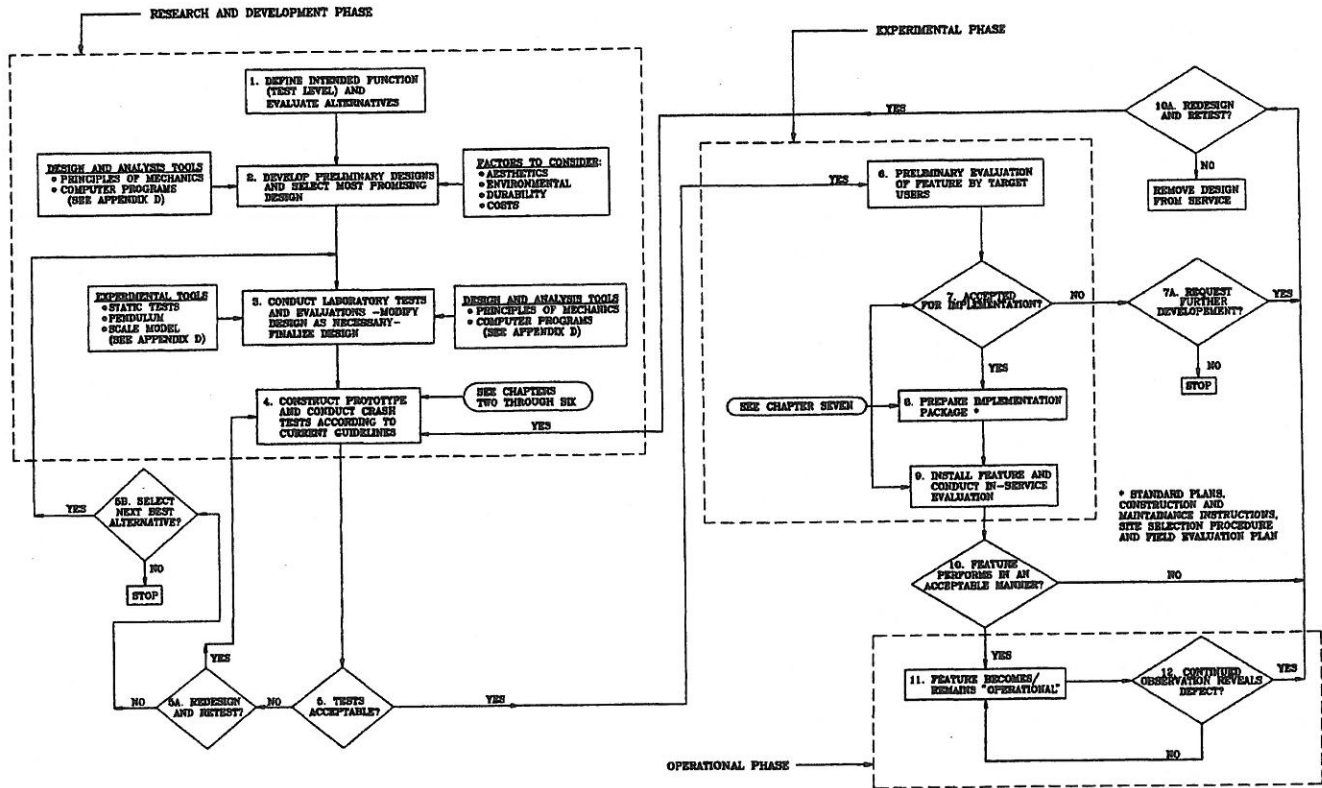 RESEARCH AND DEVELOPMENT PHASE
1. DEFINE INTENDED FUNCTION
(TEST LEVEL) AND
EVALUATE ALTERNATIVES
DESIGN AND ANALYSIS TOOLS
• PRINCIPLES OF MECHANICS
• COMPUTER PROGRAMS
(SEE APPENDIX D)
2. DEVELOP PRELIMINARY DESIGNS
AND SELECT MOST PROMISING
DESIGN
FACTORS TO CONSIDER:
• AESTHETICS
• ENVIRONMENTAL
• DURABILITY
• COSTS
EXPERIMENTAL TOOLS
• STATIC TESTS
• PENDULUM
• SCALE MODEL
(SEE APPENDIX D)
3. CONDUCT LABORATORY TESTS
AND EVALUATIONS -MODIFY
DESIGN AS NECESSARY-
FINALIZE DESIGN
DESIGN AND ANALYSIS TOOLS
• PRINCIPLES OF MECHANICS
• COMPUTER PROGRAMS
(SEE APPENDIX D)
4. CONSTRUCT PROTOTYPE
AND CONDUCT CRASH
TESTS ACCORDING TO
CURRENT GUIDELINES
SEE CHAPTERS
TWO THROUGH SIX
YES
5B. SELECT
NEXT BEST
ALTERNATIVE?
YES
NO
STOP
5A. REDESIGN
AND RETEST?
YES
NO
NO
5. TESTS
ACCEPTABLE?
YES
EXPERIMENTAL PHASE
YES
6. PRELIMINARY EVALUATION
OF FEATURE BY TARGET
USERS
7. ACCEPTED
FOR IMPLEMENTATION?
NO
YES
7A. REQUEST
FURTHER
DEVELOPEMENT?
YES
NO
STOP
SEE CHAPTER SEVEN
8. PREPARE IMPLEMENTATION
PACKAGE *
9. INSTALL FEATURE AND
CONDUCT IN-SERVICE
EVALUATION
* STANDARD PLANS,
CONSTRUCTION AND
MAINTAINANCE INSTRUCTIONS,
SITE SELECTION PROCEDURE
AND FIELD EVALUATION PLAN
10. FEATURE
PERFORMS IN AN
ACCEPTABLE MANNER?
NO
YES
10A. REDESIGN
AND RETEST?
YES
NO
REMOVE DESIGN
FROM SERVICE
11. FEATURE BECOMES/
REMAINS "OPERATIONAL"
12. CONTINUED
OBSERVATION REVEALS
DEFECT?
YES
NO
OPERATIONAL PHASE